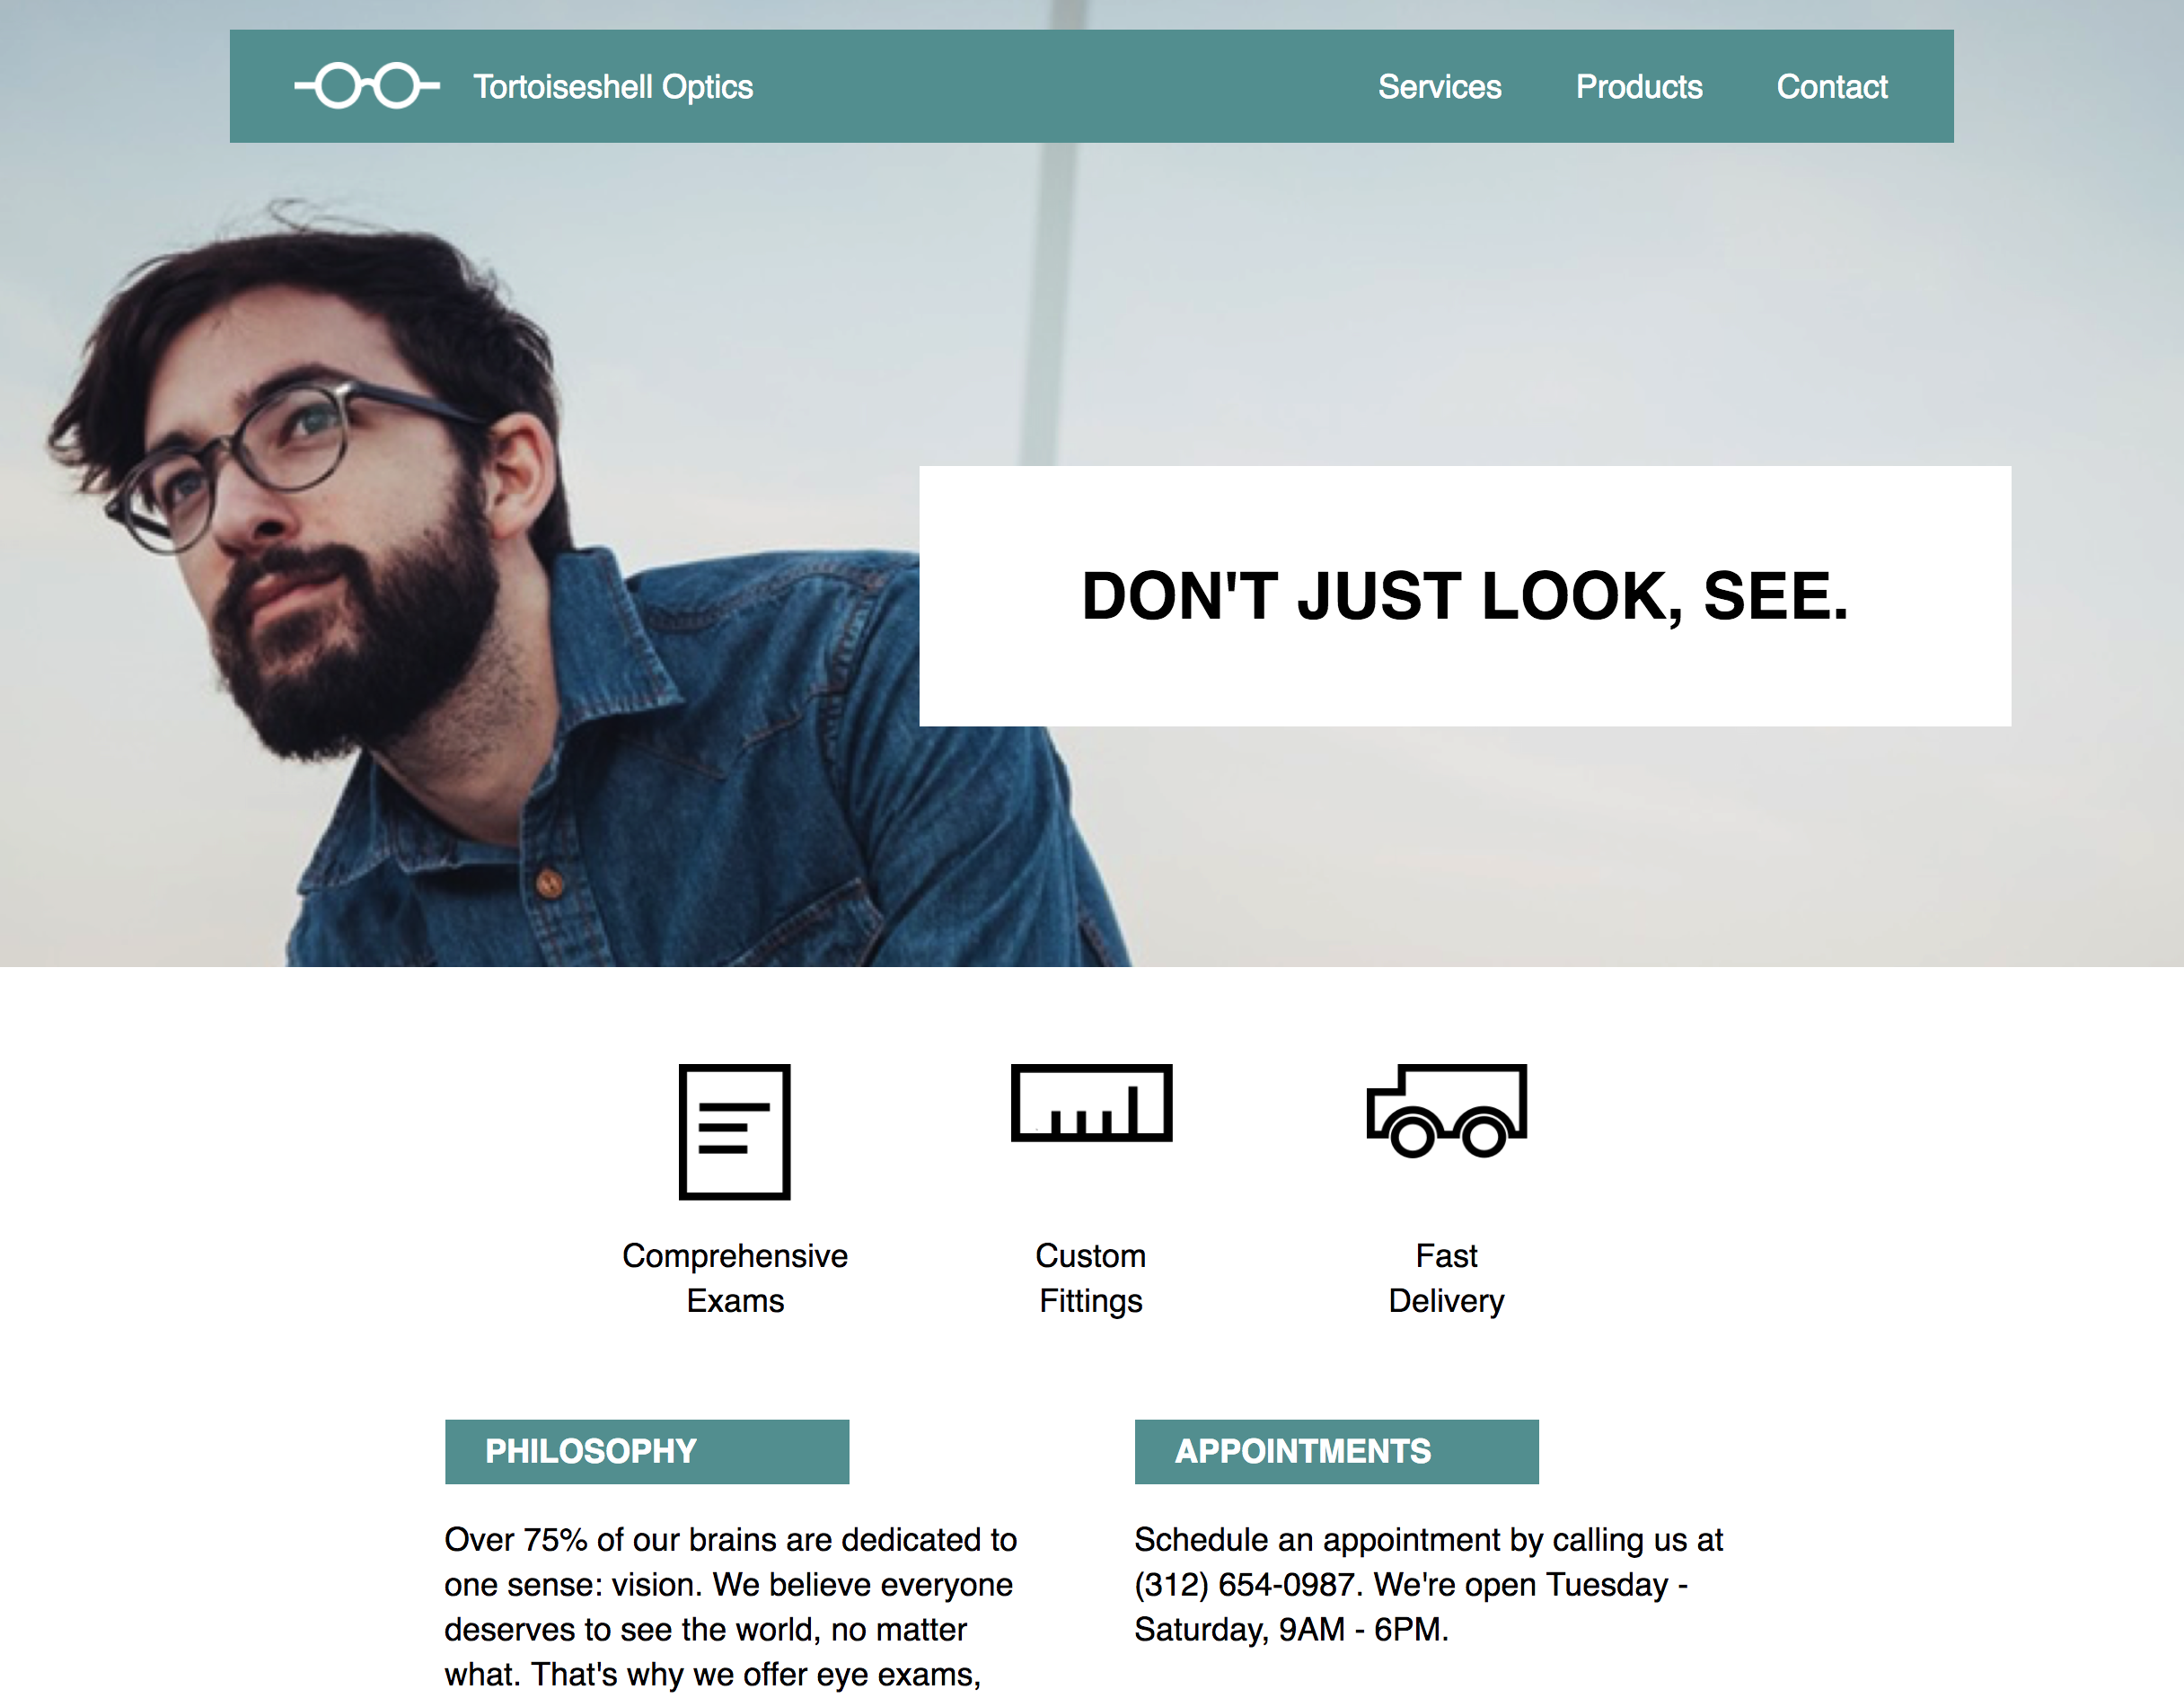 Tortoiseshell Optics
Services
Products
Contact
DON'T JUST LOOK, SEE.
Comprehensive
Exams
Custom
Fittings
Fast
Delivery
PHILOSOPHY
Over 75% of our brains are dedicated to
one sense: vision. We believe everyone
deserves to see the world, no matter
what. That's why we offer eye exams,
APPOINTMENTS
Schedule an appointment by calling us at
(312) 654-0987. We're open Tuesday -
Saturday, 9AM - 6PM.